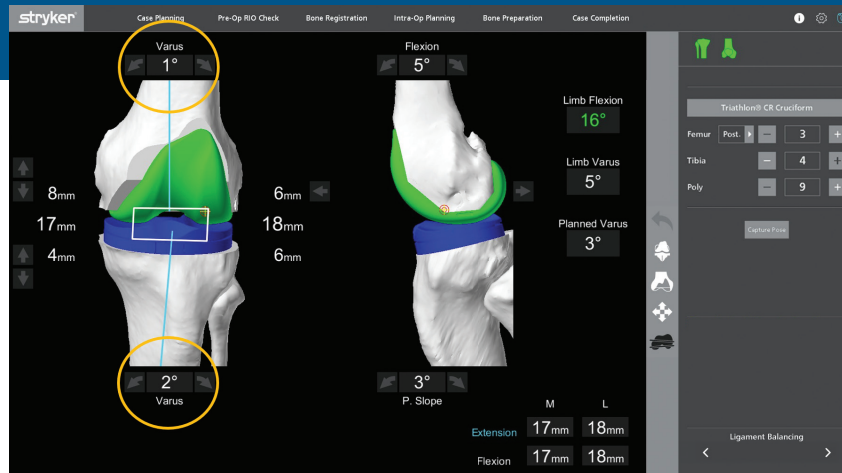 stryker
Case Planning Pre-Op RIO Check Bone Registration Intra-Op Planning Bone Preparation Case Completion
Varus
1°
Flexion
5°
Limb Flexion
16°
Limb Varus
5°
Planned Varus
3°
8mm 6mm
17mm 18mm
4mm 6mm
2°
Varus
3°
P. Slope
M L
Extension 17mm 18mm
Flexion 17mm 18mm
Triathlon® CR Cruciform
Femur Post. − 3 +
Tibia − 4 +
Poly − 9 +
Capture Pose
Ligament Balancing